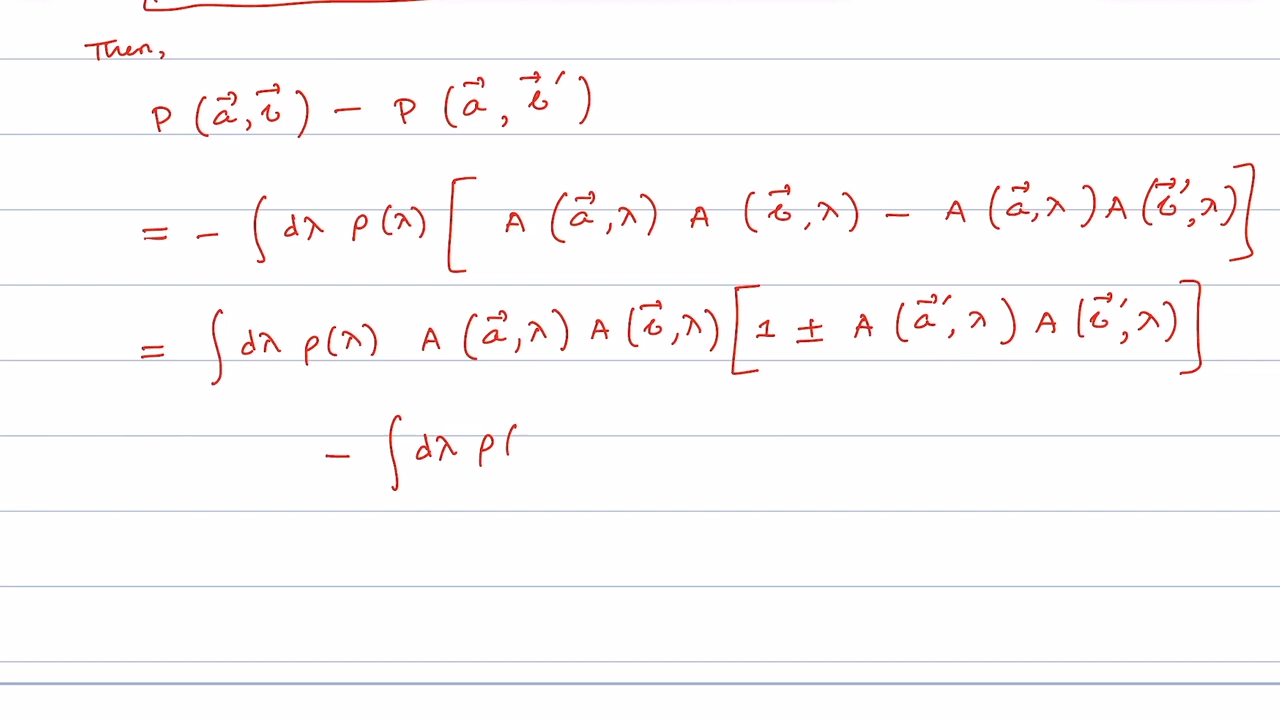 Then,
P (a⃗, b⃗) − P (a⃗, b⃗′)
= − ∫ dλ ρ(λ) [ A (a⃗, λ) A (b⃗, λ) − A (a⃗, λ) A (b⃗′, λ) ]
= ∫ dλ ρ(λ) A (a⃗, λ) A (b⃗, λ) [ 1 ± A (a⃗′, λ) A (b⃗′, λ) ]
− ∫ dλ ρ(